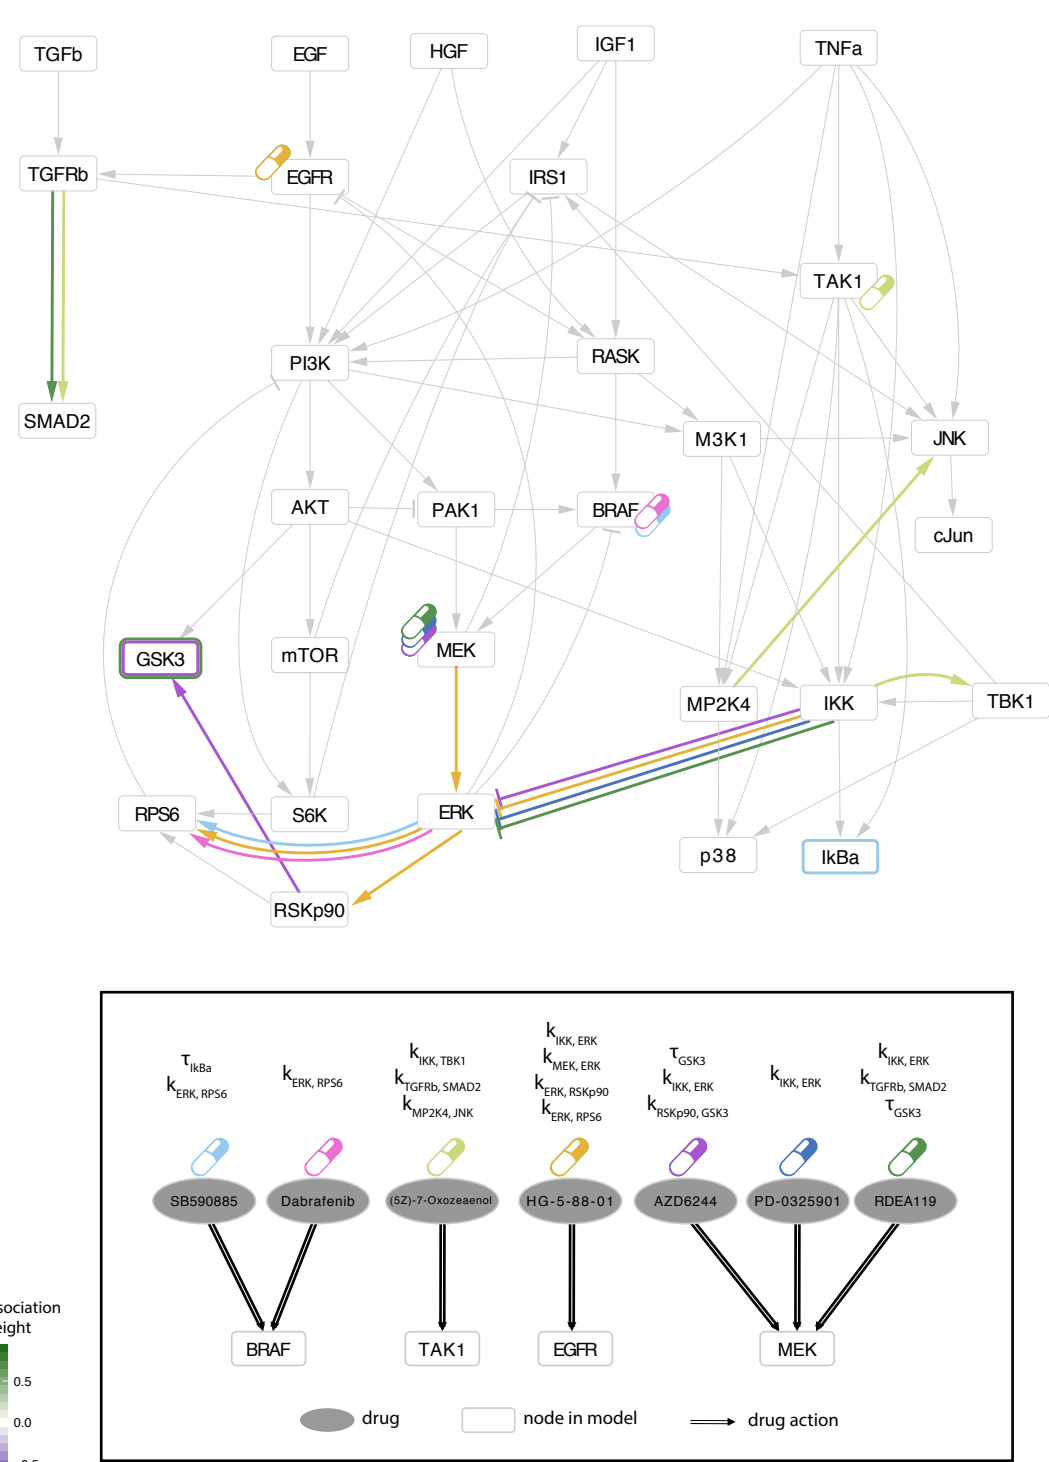 TGFb
EGF
HGF
IGF1
TNFa
TGFRb
EGFR
IRS1
TAK1
PI3K
RASK
SMAD2
M3K1
JNK
AKT
PAK1
BRAF
cJun
GSK3
mTOR
MEK
MP2K4
IKK
TBK1
RPS6
S6K
ERK
p38
IkBa
RSKp90
τIkBa
kERK, RPS6
kERK, RPS6
kIKK, TBK1
kTGFRb, SMAD2
kMP2K4, JNK
kIKK, ERK
kMEK, ERK
kERK, RSKp90
kERK, RPS6
τGSK3
kIKK, ERK
kRSKp90, GSK3
kIKK, ERK
kIKK, ERK
kTGFRb, SMAD2
τGSK3
SB590885
Dabrafenib
(5Z)-7-Oxozeaenol
HG-5-88-01
AZD6244
PD-0325901
RDEA119
BRAF
TAK1
EGFR
MEK
drug
node in model
drug action
sociation
eight
0.5
0.0